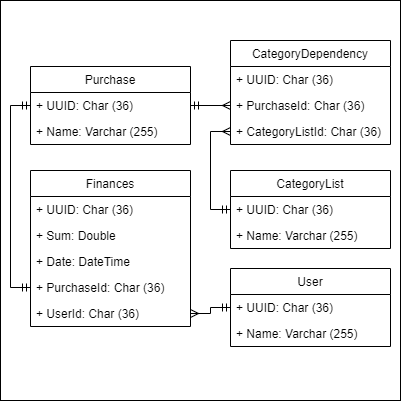 Purchase
+ UUID: Char (36)
+ Name: Varchar (255)
CategoryDependency
+ UUID: Char (36)
+ PurchaseId: Char (36)
+ CategoryListId: Char (36)
Finances
+ UUID: Char (36)
+ Sum: Double
+ Date: DateTime
+ PurchaseId: Char (36)
+ UserId: Char (36)
CategoryList
+ UUID: Char (36)
+ Name: Varchar (255)
User
+ UUID: Char (36)
+ Name: Varchar (255)